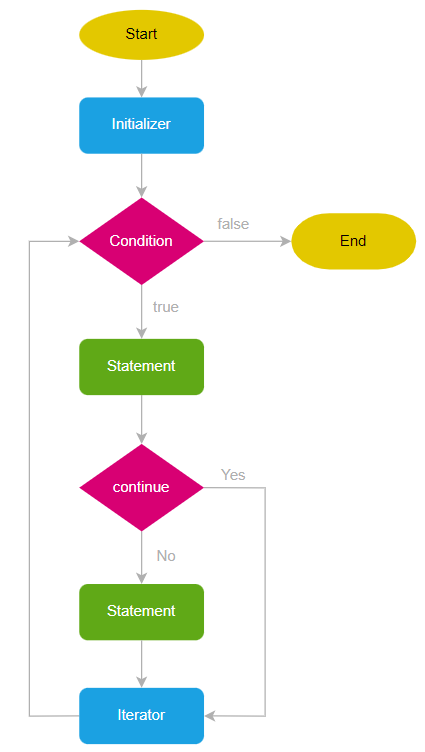 Start
Initializer
Condition
false
End
true
Statement
continue
Yes
No
Statement
Iterator